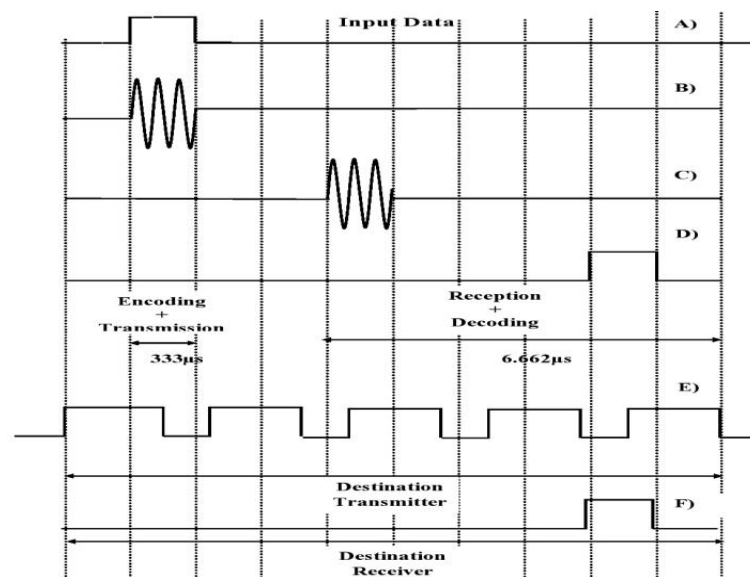 Input Data
A)
B)
C)
D)
Encoding
+
Transmission
333μs
Reception
+
Decoding
6.662μs
E)
Destination
Transmitter
F)
Destination
Receiver